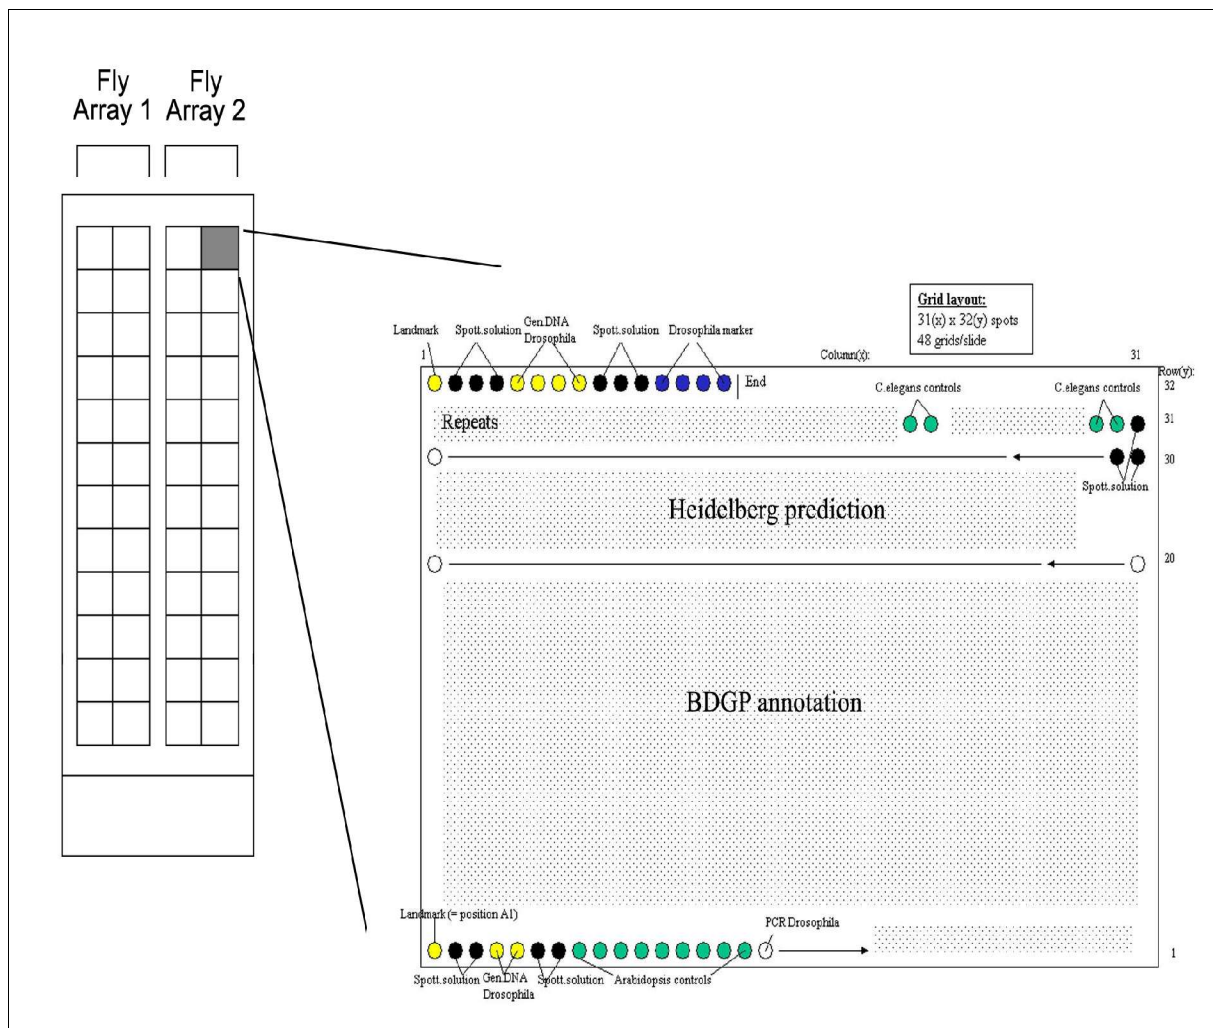 Fly
Array 1
Fly
Array 2
Grid layout:
31(x) x 32(y) spots
48 grids/slide
Landmark
Spott.solution
Gen.DNA
Drosophila
Spott.solution
Drosophila marker
1
Column(x):
31
Row(y):
End
32
C.elegans controls
C.elegans controls
Repeats
31
30
Spott.solution
Heidelberg prediction
20
BDGP annotation
Landmark (= position A1)
PCR Drosophila
1
Spott.solution
Gen.DNA
Drosophila
Spott.solution
Arabidopsis controls